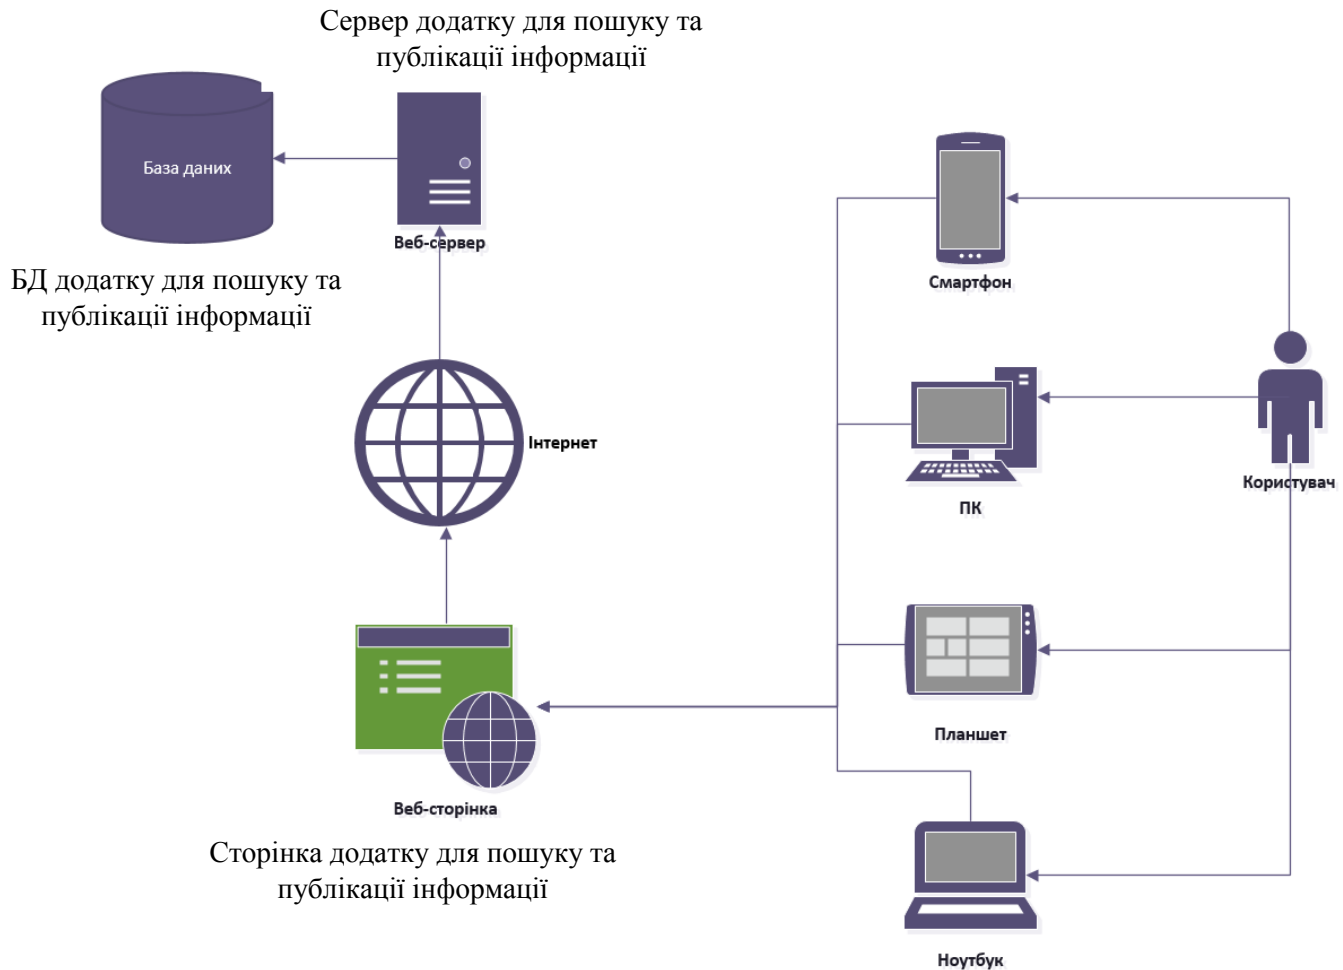 Сервер додатку для пошуку та
публікації інформації
База даних
Веб-сервер
БД додатку для пошуку та
публікації інформації
Смартфон
Інтернет
Користувач
ПК
Планшет
Веб-сторінка
Сторінка додатку для пошуку та
публікації інформації
Ноутбук